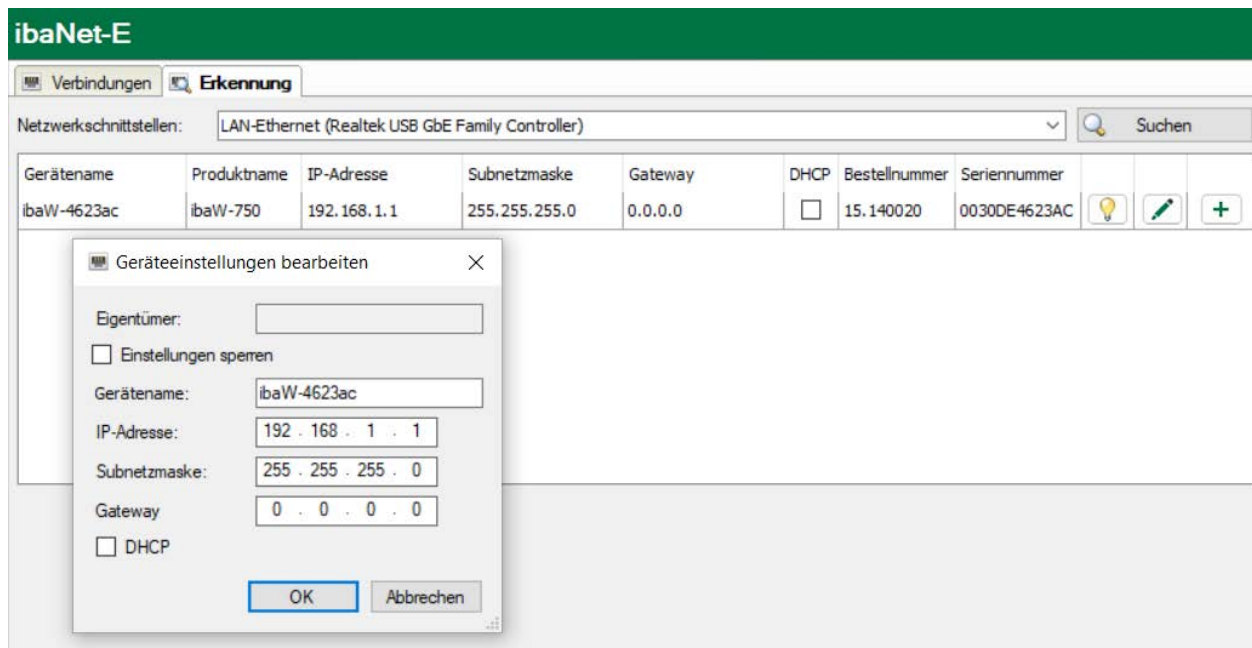 ibaNet-E
Verbindungen Erkennung
Netzwerkschnittstellen: LAN-Ethernet (Realtek USB GbE Family Controller) Suchen
Gerätename Produktname IP-Adresse Subnetzmaske Gateway DHCP Bestellnummer Seriennummer
ibaW-4623ac ibaW-750 192.168.1.1 255.255.255.0 0.0.0.0 15.140020 0030DE4623AC
Geräteeinstellungen bearbeiten
Eigentümer:
Einstellungen sperren
Gerätename: ibaW-4623ac
IP-Adresse: 192 . 168 . 1 . 1
Subnetzmaske: 255 . 255 . 255 . 0
Gateway 0 . 0 . 0 . 0
DHCP
OK Abbrechen